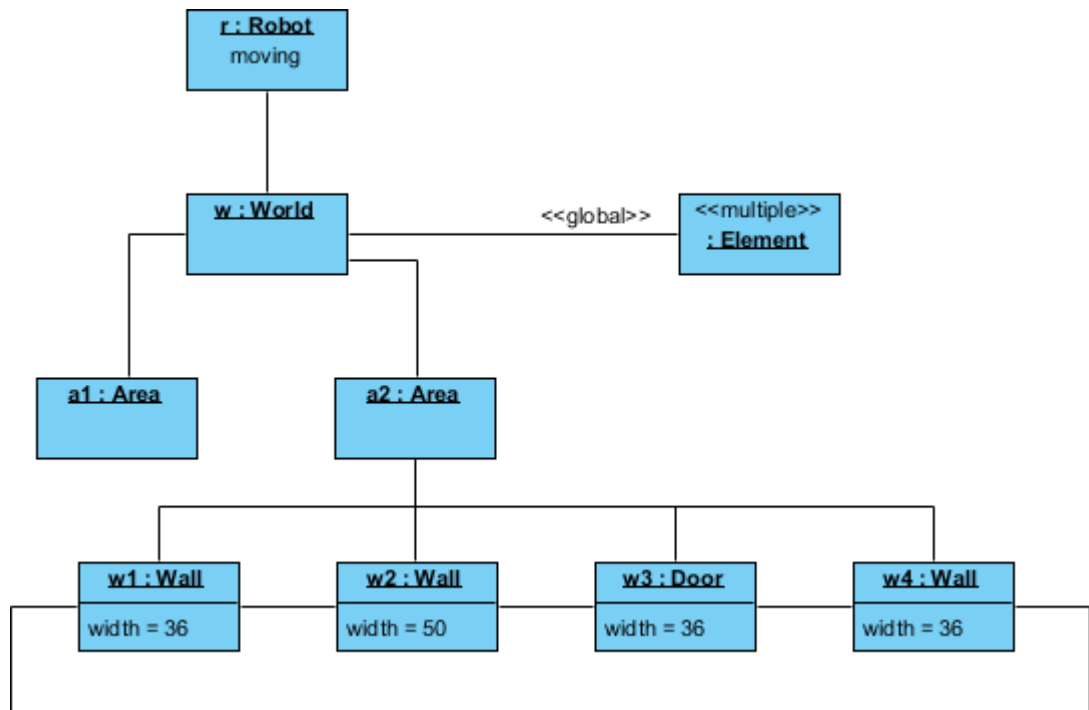 r : Robot
moving
w : World
<<global>>
<<multiple>>
: Element
a1 : Area
a2 : Area
w1 : Wall
width = 36
w2 : Wall
width = 50
w3 : Door
width = 36
w4 : Wall
width = 36